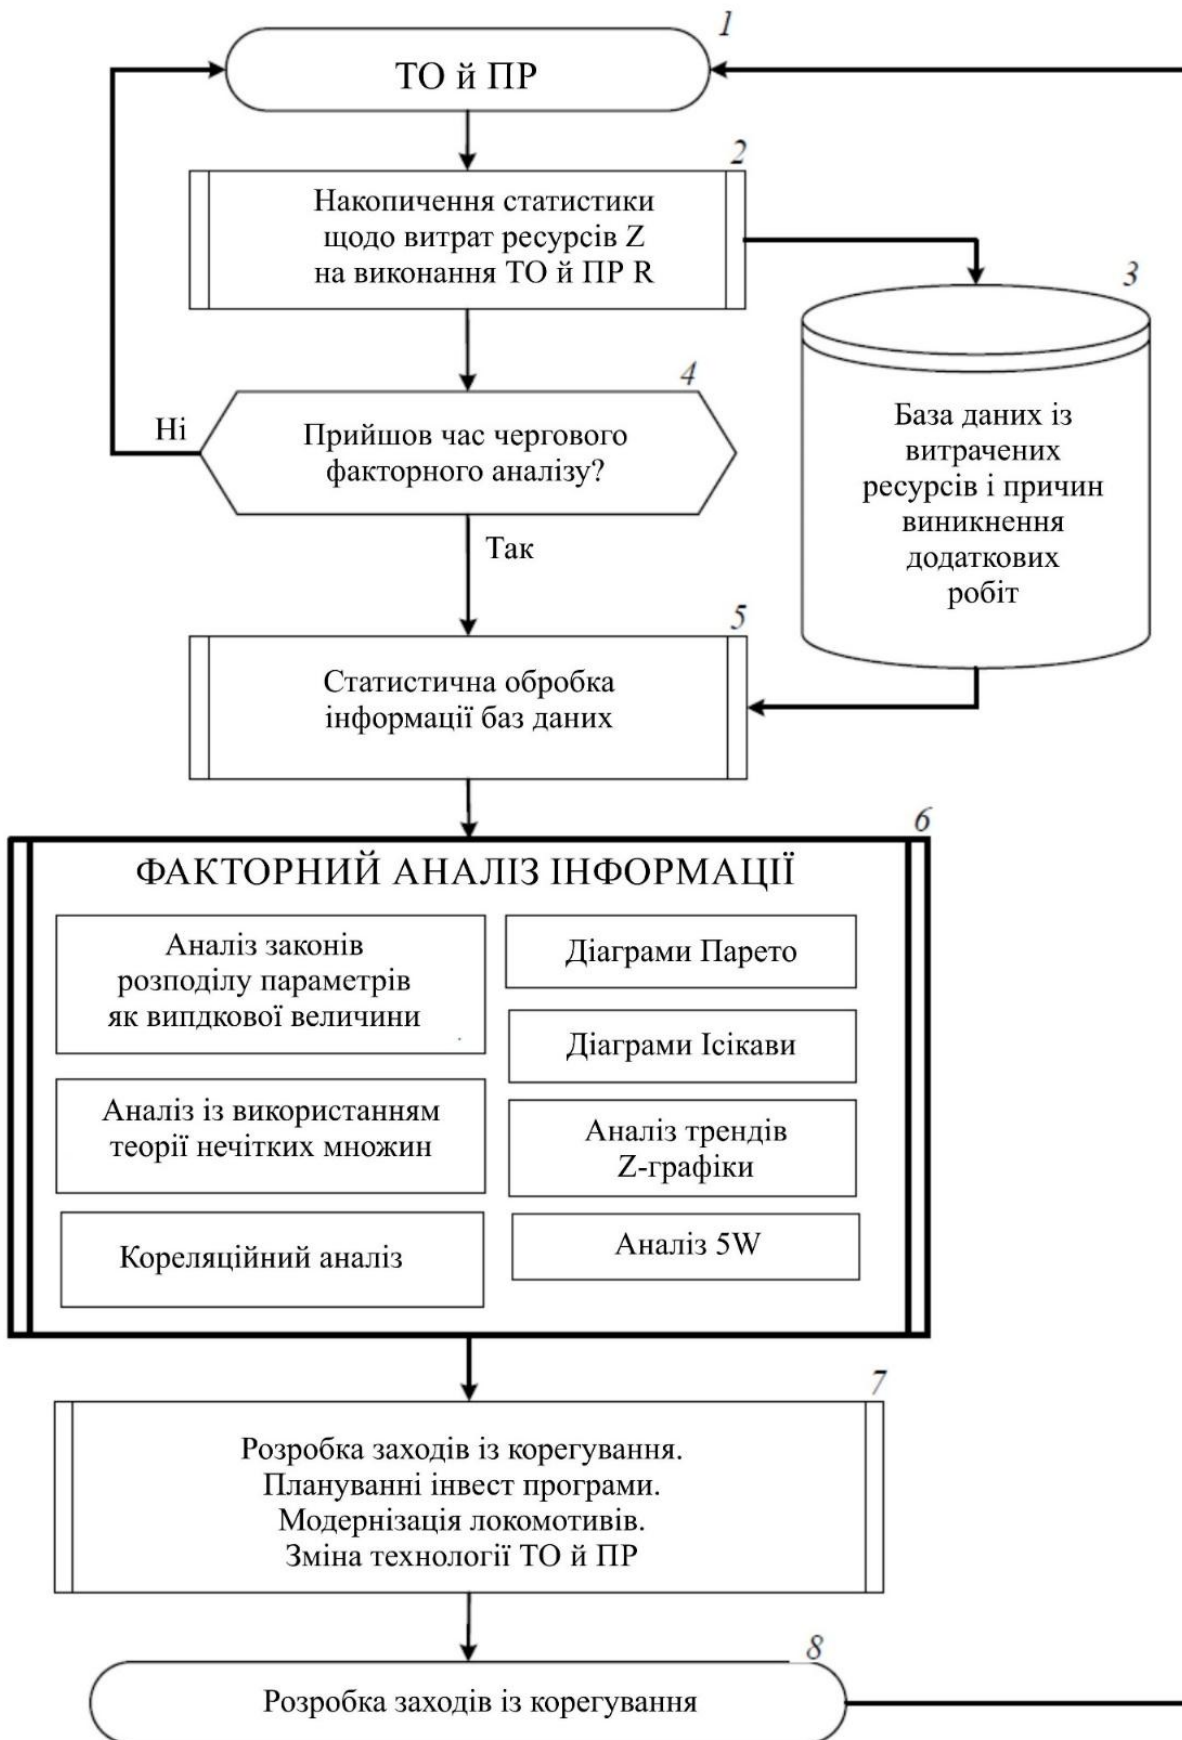 1
ТО й ПР
2
Накопичення статистики
щодо витрат ресурсів Z
на виконання ТО й ПР R
3
База даних із
витрачених
ресурсів і причин
виникнення
додаткових
робіт
4
Ні
Прийшов час чергового
факторного аналізу?
Так
5
Статистична обробка
інформації баз даних
6
ФАКТОРНИЙ АНАЛІЗ ІНФОРМАЦІЇ
Аналіз законів
розподілу параметрів
як випдкової величини
Аналіз із використанням
теорії нечітких множин
Кореляційний аналіз
Діаграми Парето
Діаграми Ісікави
Аналіз трендів
Z-графіки
Аналіз 5W
7
Розробка заходів із корегування.
Плануванні інвест програми.
Модернізація локомотивів.
Зміна технології ТО й ПР
8
Розробка заходів із корегування